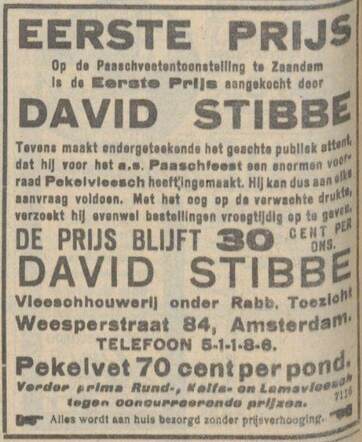 EERSTE PRIJS
Op de Paaschveetentoonstelling te Zaandam
is de Eerste Prijs aangekocht door
DAVID STIBBE
Tevens maakt ondergeteekende het geachte publiek attent,
dat hij voor het a.s. Paaschfeest een enormen voor-
raad Pekelvleesch heeft ingemaakt. Hij kan dus aan elke
aanvraag voldoen. Met het oog op de verwachte drukte,
verzoekt hij evenwel bestellingen vroegtijdig op te geven.
DE PRIJS BLIJFT 30 CENT PER ONS.
DAVID STIBBE
Vleeschhouwerij onder Rabb. Toezicht
Weesperstraat 84, Amsterdam.
TELEFOON 5-1-1-8-6.
Pekelvet 70 cent per pond.
Verder prima Rund-, Kalfs- en Lamsvleesch
tegen concurreerende prijzen. 7116
Alles wordt aan huis bezorgd zonder prijsverhooging.